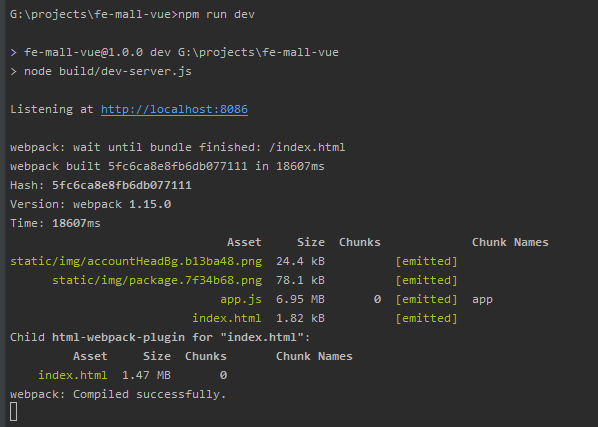 G:\projects\fe-mall-vue>npm run dev
> fe-mall-vue@1.0.0 dev G:\projects\fe-mall-vue
> node build/dev-server.js
Listening at http://localhost:8086
webpack: wait until bundle finished: /index.html
webpack built 5fc6ca8e8fb6db077111 in 18607ms
Hash: 5fc6ca8e8fb6db077111
Version: webpack 1.15.0
Time: 18607ms
Asset Size Chunks Chunk Names
static/img/accountHeadBg.b13ba48.png 24.4 kB [emitted]
static/img/package.7f34b68.png 78.1 kB [emitted]
app.js 6.95 MB 0 [emitted] app
index.html 1.82 kB [emitted]
Child html-webpack-plugin for "index.html":
Asset Size Chunks Chunk Names
index.html 1.47 MB 0
webpack: Compiled successfully.